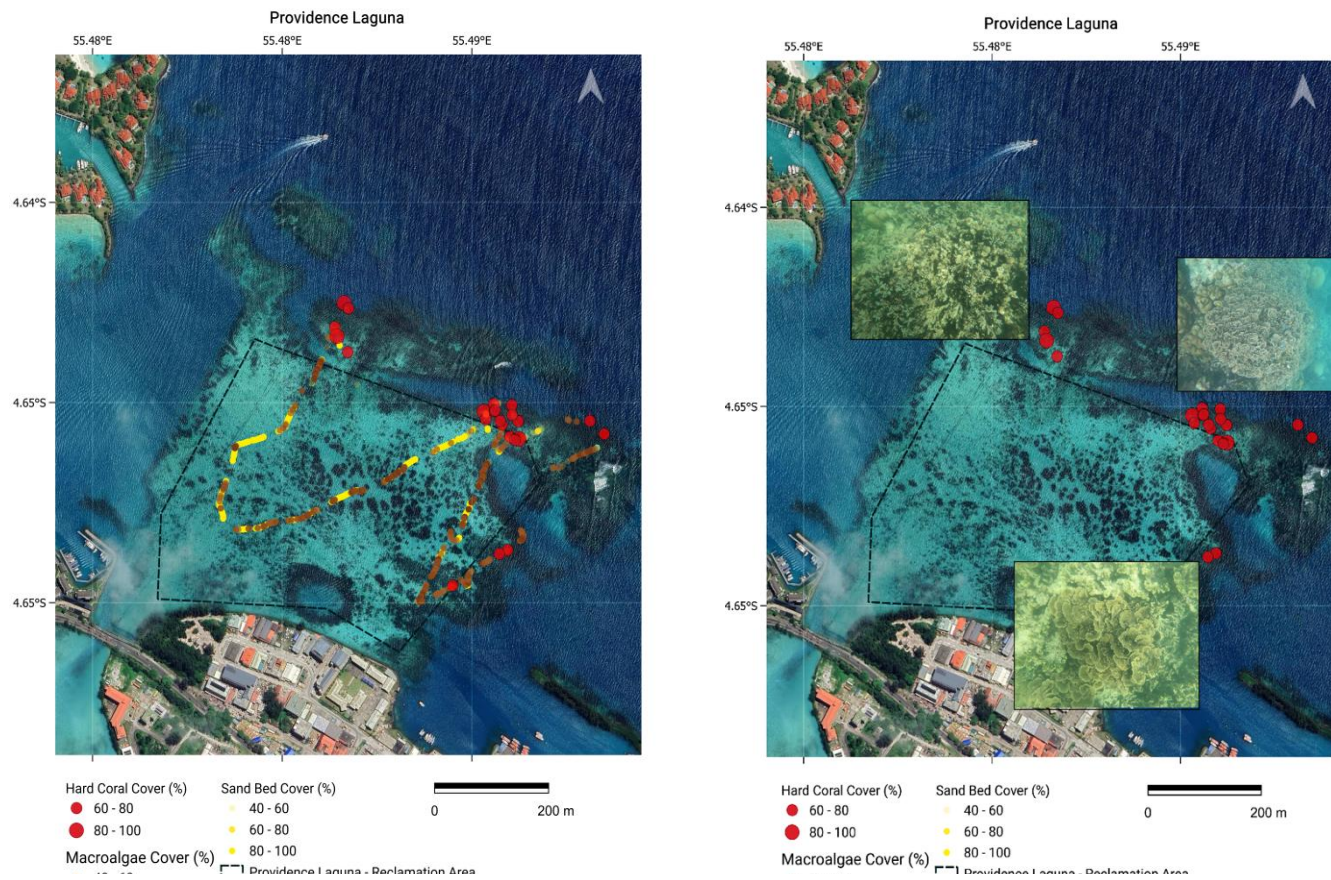 Providence Laguna
55.48°E 55.48°E 55.49°E
4.64°S
4.65°S
4.65°S
Hard Coral Cover (%)
60 - 80
80 - 100
Macroalgae Cover (%)
Sand Bed Cover (%)
40 - 60
60 - 80
80 - 100
Providence Laguna - Reclamation Area
0 200 m
Providence Laguna
55.48°E 55.48°E 55.49°E
4.64°S
4.65°S
4.65°S
Hard Coral Cover (%)
60 - 80
80 - 100
Macroalgae Cover (%)
Sand Bed Cover (%)
40 - 60
60 - 80
80 - 100
Providence Laguna - Reclamation Area
0 200 m